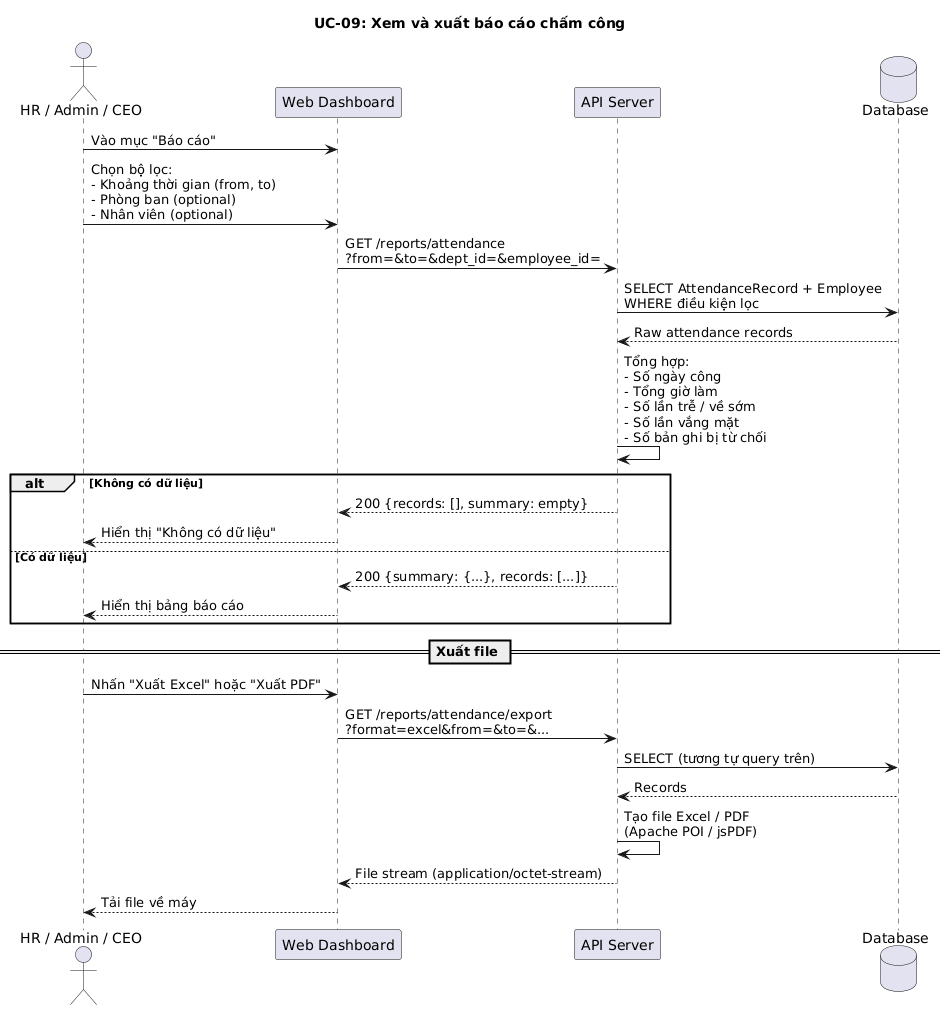 UC-09: Xem và xuất báo cáo chấm công
HR / Admin / CEO
Web Dashboard
API Server
Database
Vào mục "Báo cáo"
Chọn bộ lọc:
- Khoảng thời gian (from, to)
- Phòng ban (optional)
- Nhân viên (optional)
GET /reports/attendance
?from=&to=&dept_id=&employee_id=
SELECT AttendanceRecord + Employee
WHERE điều kiện lọc
Raw attendance records
Tổng hợp:
- Số ngày công
- Tổng giờ làm
- Số lần trễ / về sớm
- Số lần vắng mặt
- Số bản ghi bị từ chối
alt
[Không có dữ liệu]
200 {records: [], summary: empty}
Hiển thị "Không có dữ liệu"
[Có dữ liệu]
200 {summary: {...}, records: [...]}
Hiển thị bảng báo cáo
Xuất file
Nhấn "Xuất Excel" hoặc "Xuất PDF"
GET /reports/attendance/export
?format=excel&from=&to=&...
SELECT (tương tự query trên)
Records
Tạo file Excel / PDF
(Apache POI / jsPDF)
File stream (application/octet-stream)
Tải file về máy
HR / Admin / CEO
Web Dashboard
API Server
Database